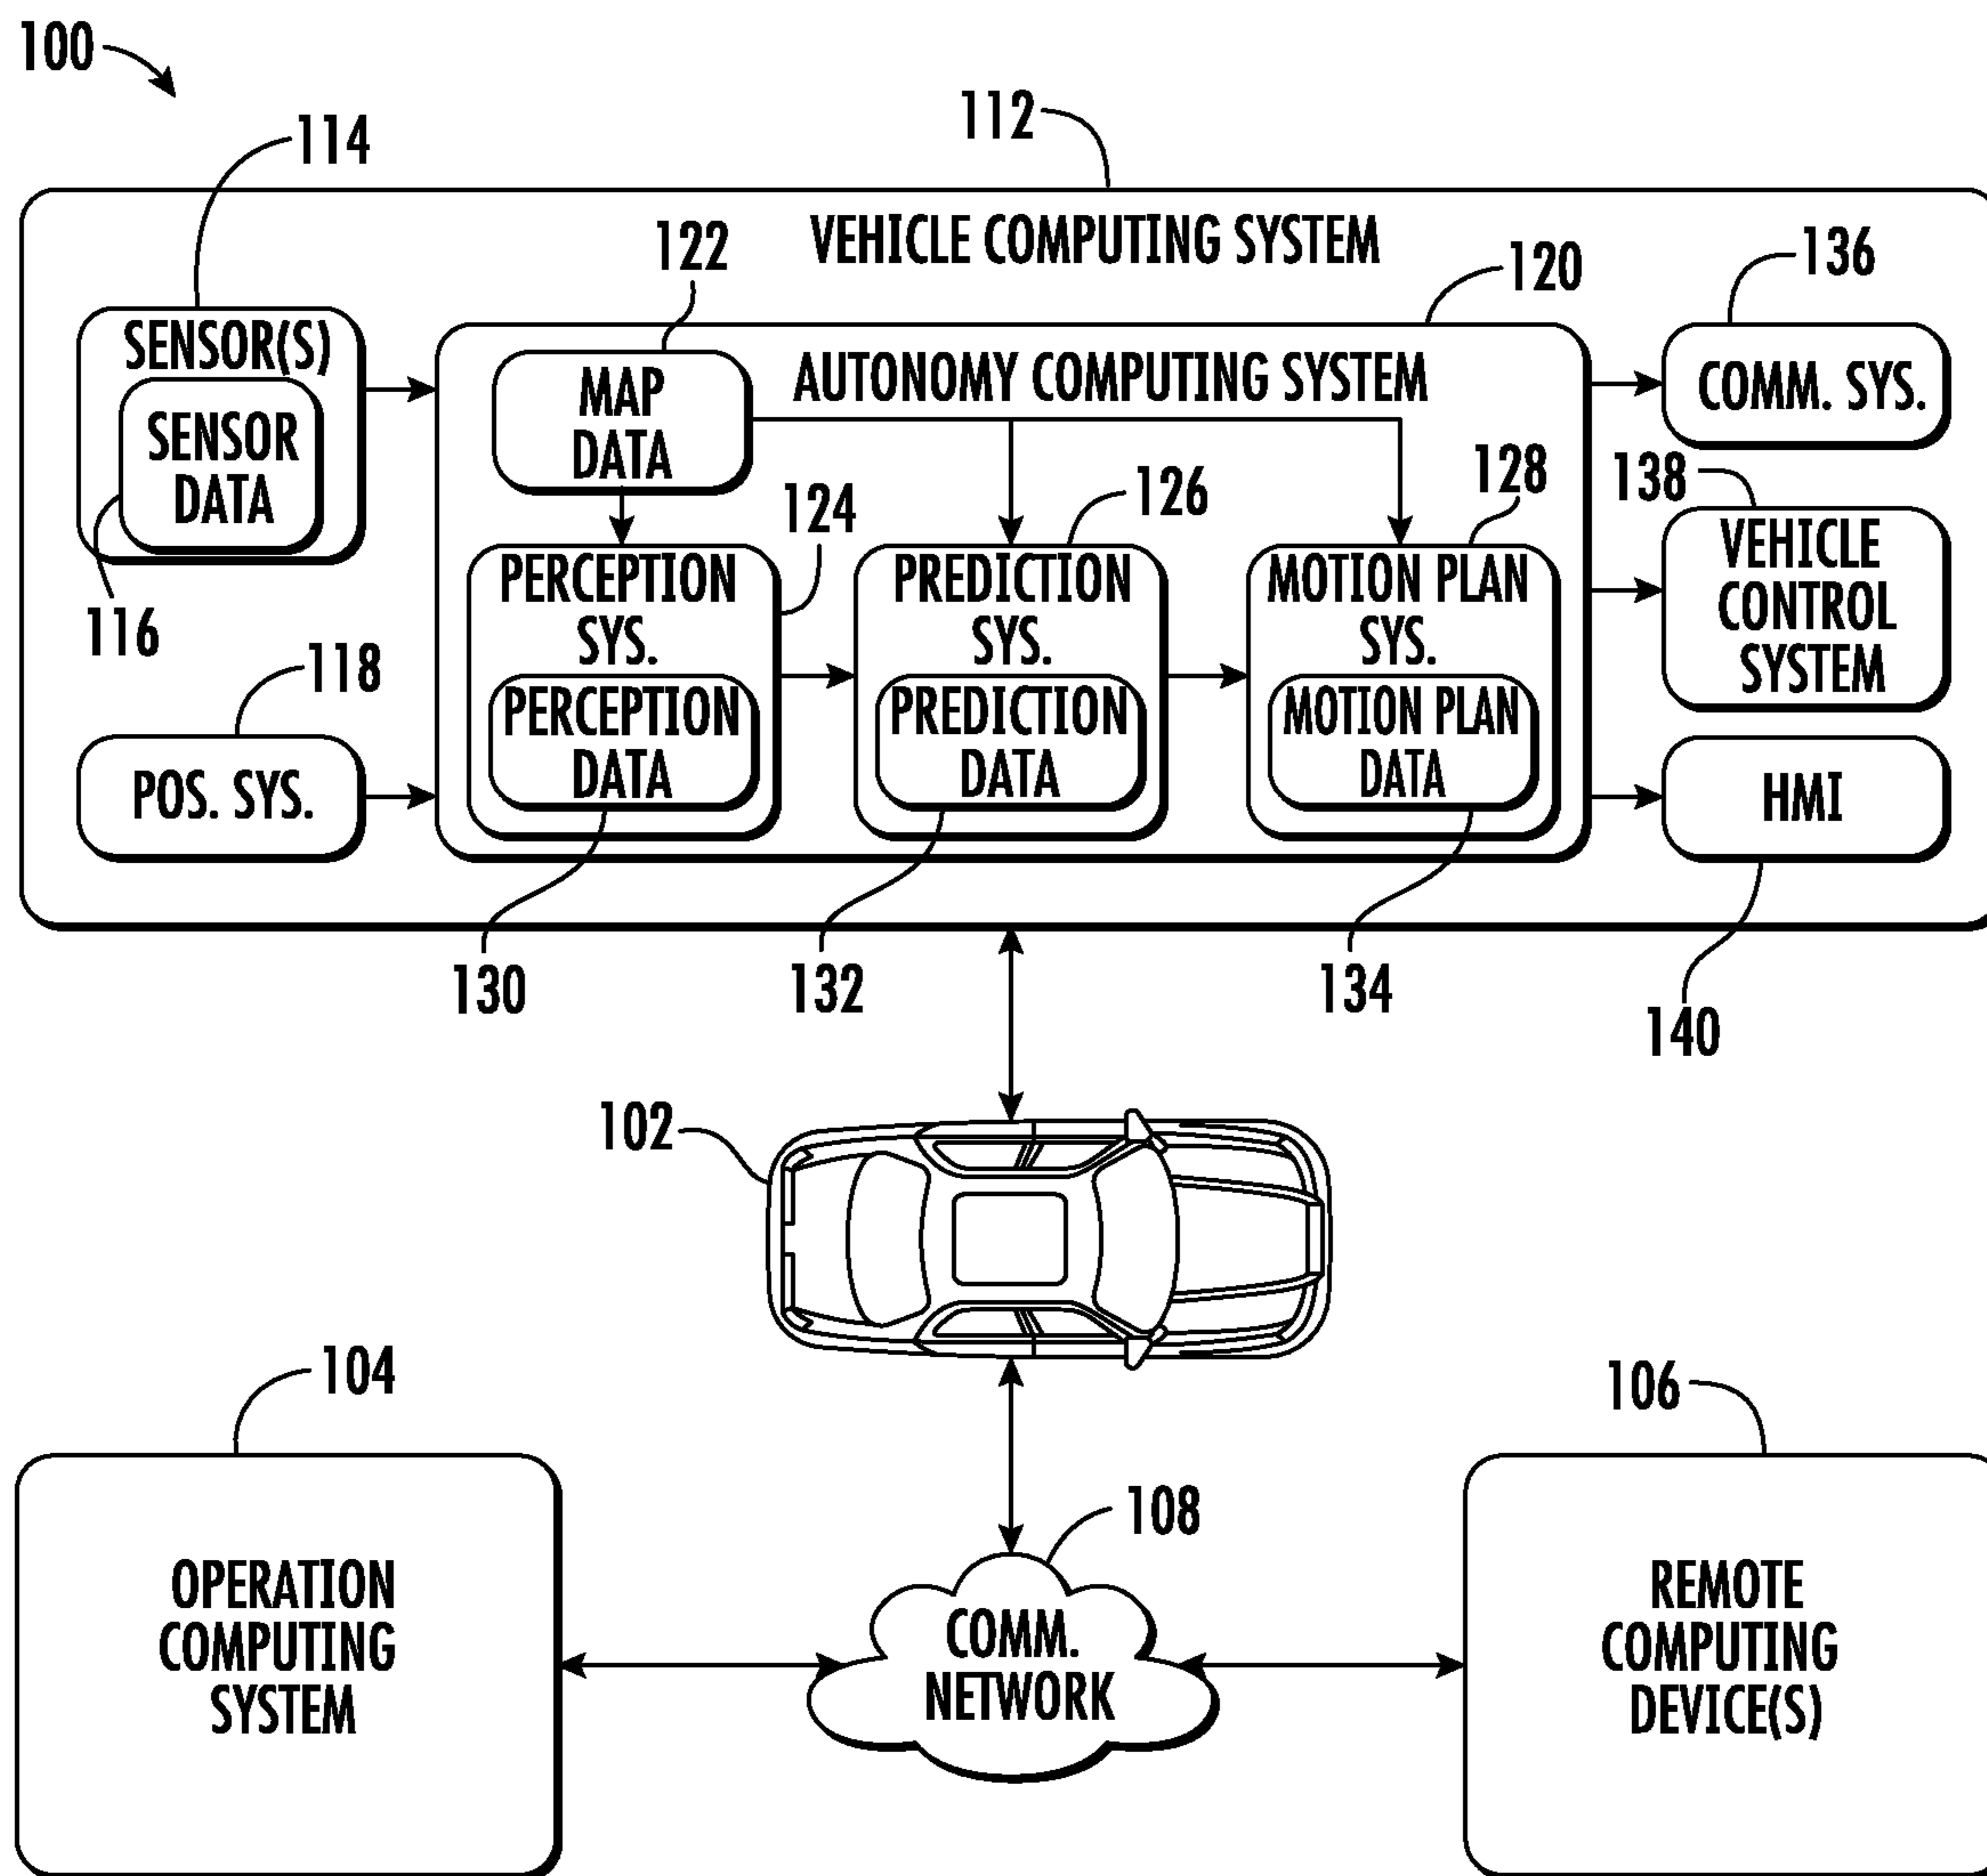 100
112
114
VEHICLE COMPUTING SYSTEM
122
120
136
SENSOR(S)
SENSOR
DATA
116
MAP
DATA
AUTONOMY COMPUTING SYSTEM
COMM. SYS.
124
126
128
138
PERCEPTION
SYS.
PERCEPTION
DATA
PREDICTION
SYS.
PREDICTION
DATA
MOTION PLAN
SYS.
MOTION PLAN
DATA
VEHICLE
CONTROL
SYSTEM
118
POS. SYS.
HMI
130
132
134
140
102
104
106
108
OPERATION
COMPUTING
SYSTEM
COMM.
NETWORK
REMOTE
COMPUTING
DEVICE(S)